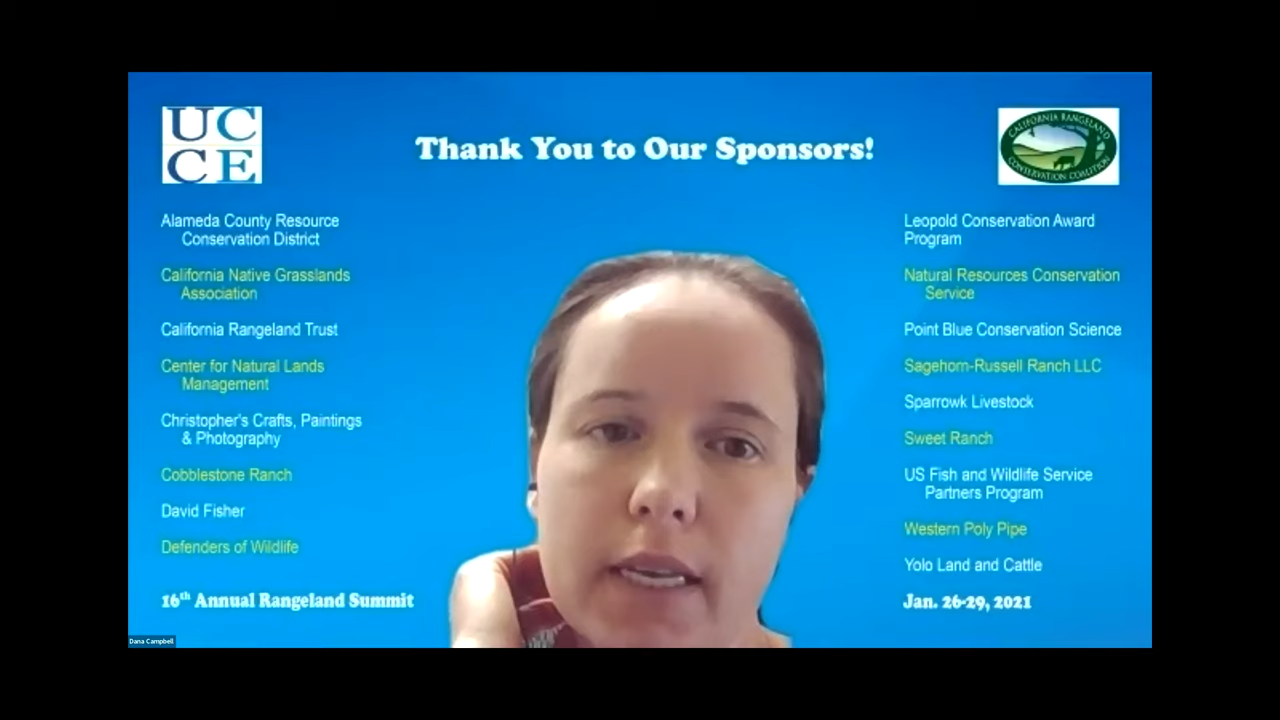 UC
CE
Thank You to Our Sponsors!
CALIFORNIA RANGELAND
CONSERVATION COALITION
Alameda County Resource
Conservation District
California Native Grasslands
Association
California Rangeland Trust
Center for Natural Lands
Management
Christopher's Crafts, Paintings
& Photography
Cobblestone Ranch
David Fisher
Defenders of Wildlife
16th Annual Rangeland Summit
Leopold Conservation Award
Program
Natural Resources Conservation
Service
Point Blue Conservation Science
Sagehorn-Russell Ranch LLC
Sparrowk Livestock
Sweet Ranch
US Fish and Wildlife Service
Partners Program
Western Poly Pipe
Yolo Land and Cattle
Jan. 26-29, 2021
Dana Campbell